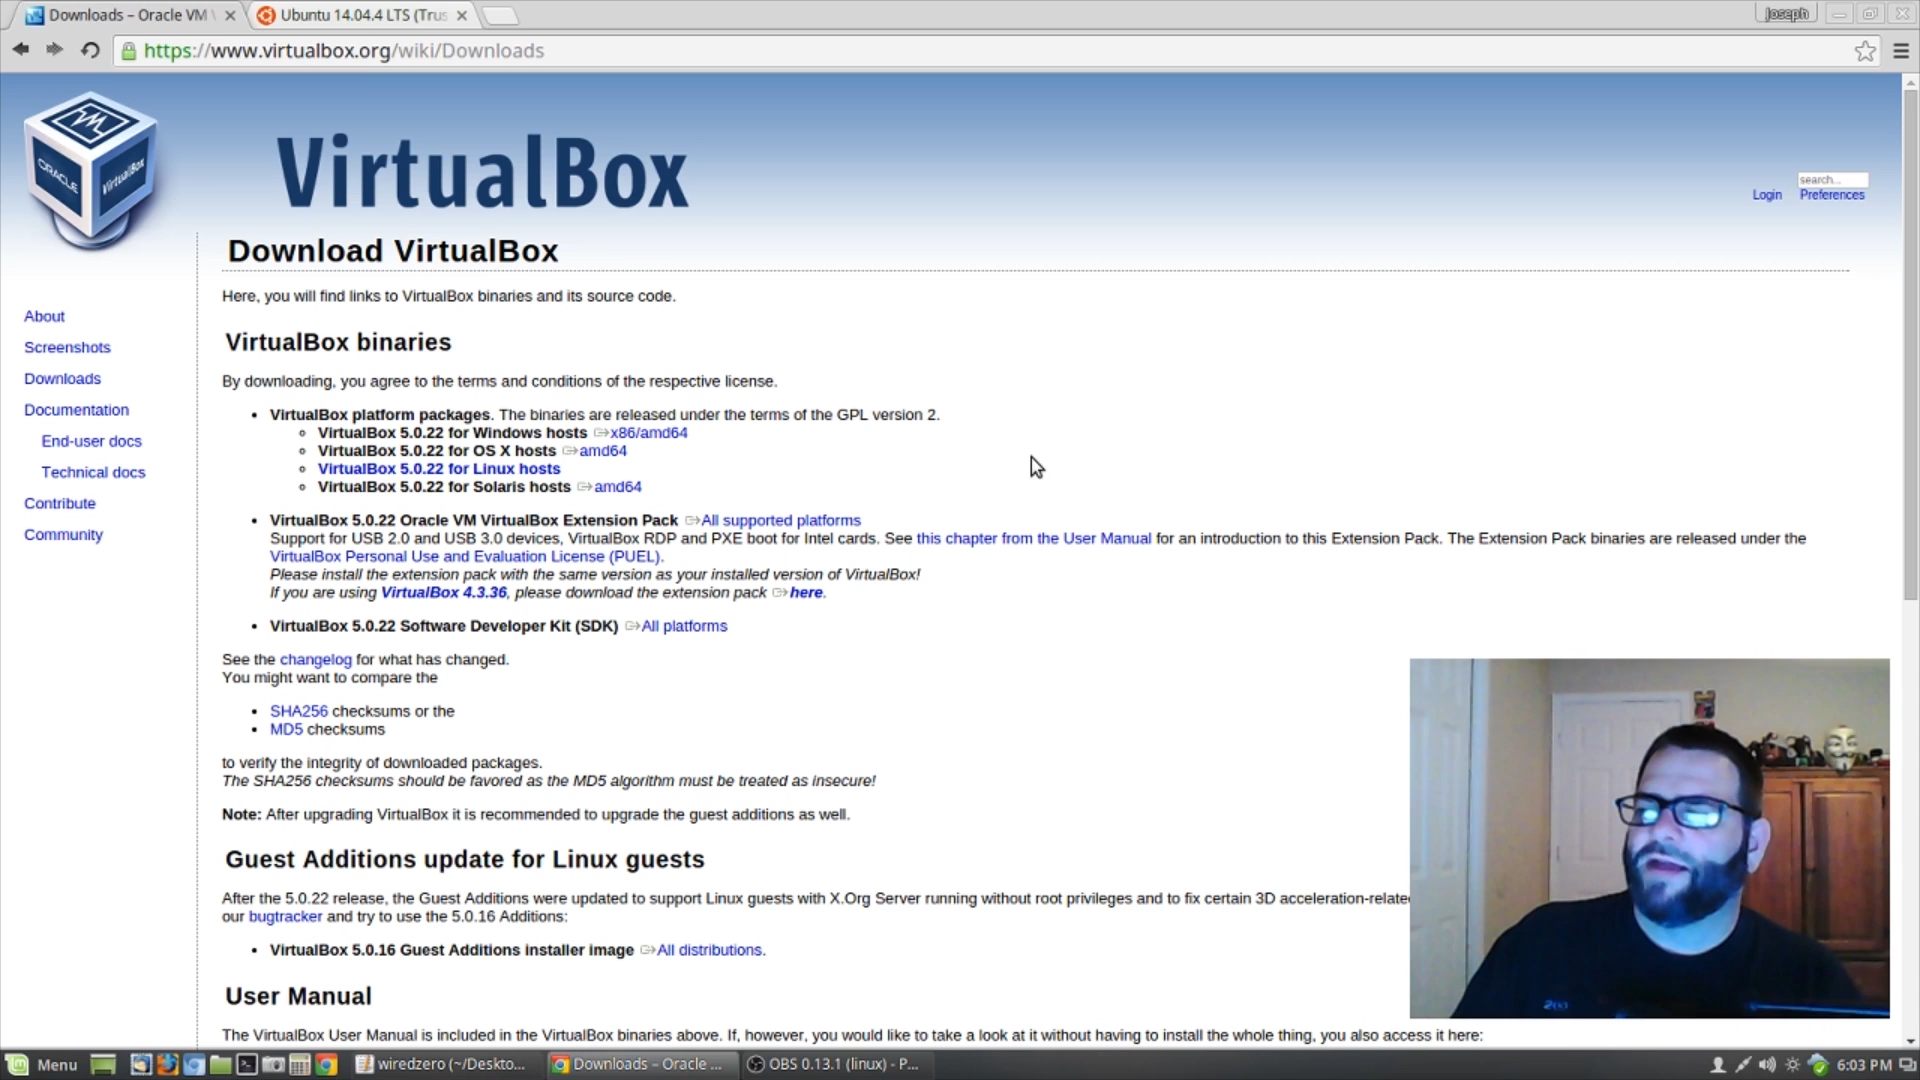 Downloads – Oracle VM
Ubuntu 14.04.4 LTS (Trus
Joseph
https://www.virtualbox.org/wiki/Downloads
ORACLE
VirtualBox
VirtualBox
search...
Login
Preferences
Download VirtualBox
Here, you will find links to VirtualBox binaries and its source code.
About
Screenshots
Downloads
Documentation
End-user docs
Technical docs
Contribute
Community
VirtualBox binaries
By downloading, you agree to the terms and conditions of the respective license.
• VirtualBox platform packages. The binaries are released under the terms of the GPL version 2.
VirtualBox 5.0.22 for Windows hosts x86/amd64
VirtualBox 5.0.22 for OS X hosts amd64
VirtualBox 5.0.22 for Linux hosts
VirtualBox 5.0.22 for Solaris hosts amd64
• VirtualBox 5.0.22 Oracle VM VirtualBox Extension Pack All supported platforms
Support for USB 2.0 and USB 3.0 devices, VirtualBox RDP and PXE boot for Intel cards. See this chapter from the User Manual for an introduction to this Extension Pack. The Extension Pack binaries are released under the
VirtualBox Personal Use and Evaluation License (PUEL).
Please install the extension pack with the same version as your installed version of VirtualBox!
If you are using VirtualBox 4.3.36, please download the extension pack here.
• VirtualBox 5.0.22 Software Developer Kit (SDK) All platforms
See the changelog for what has changed.
You might want to compare the
• SHA256 checksums or the
• MD5 checksums
to verify the integrity of downloaded packages.
The SHA256 checksums should be favored as the MD5 algorithm must be treated as insecure!
Note: After upgrading VirtualBox it is recommended to upgrade the guest additions as well.
Guest Additions update for Linux guests
After the 5.0.22 release, the Guest Additions were updated to support Linux guests with X.Org Server running without root privileges and to fix certain 3D acceleration-relate
our bugtracker and try to use the 5.0.16 Additions:
• VirtualBox 5.0.16 Guest Additions installer image All distributions.
User Manual
The VirtualBox User Manual is included in the VirtualBox binaries above. If, however, you would like to take a look at it without having to install the whole thing, you also access it here:
Menu
wiredzero (~/Deskto...
Downloads – Oracle ...
OBS 0.13.1 (linux) - P...
6:03 PM